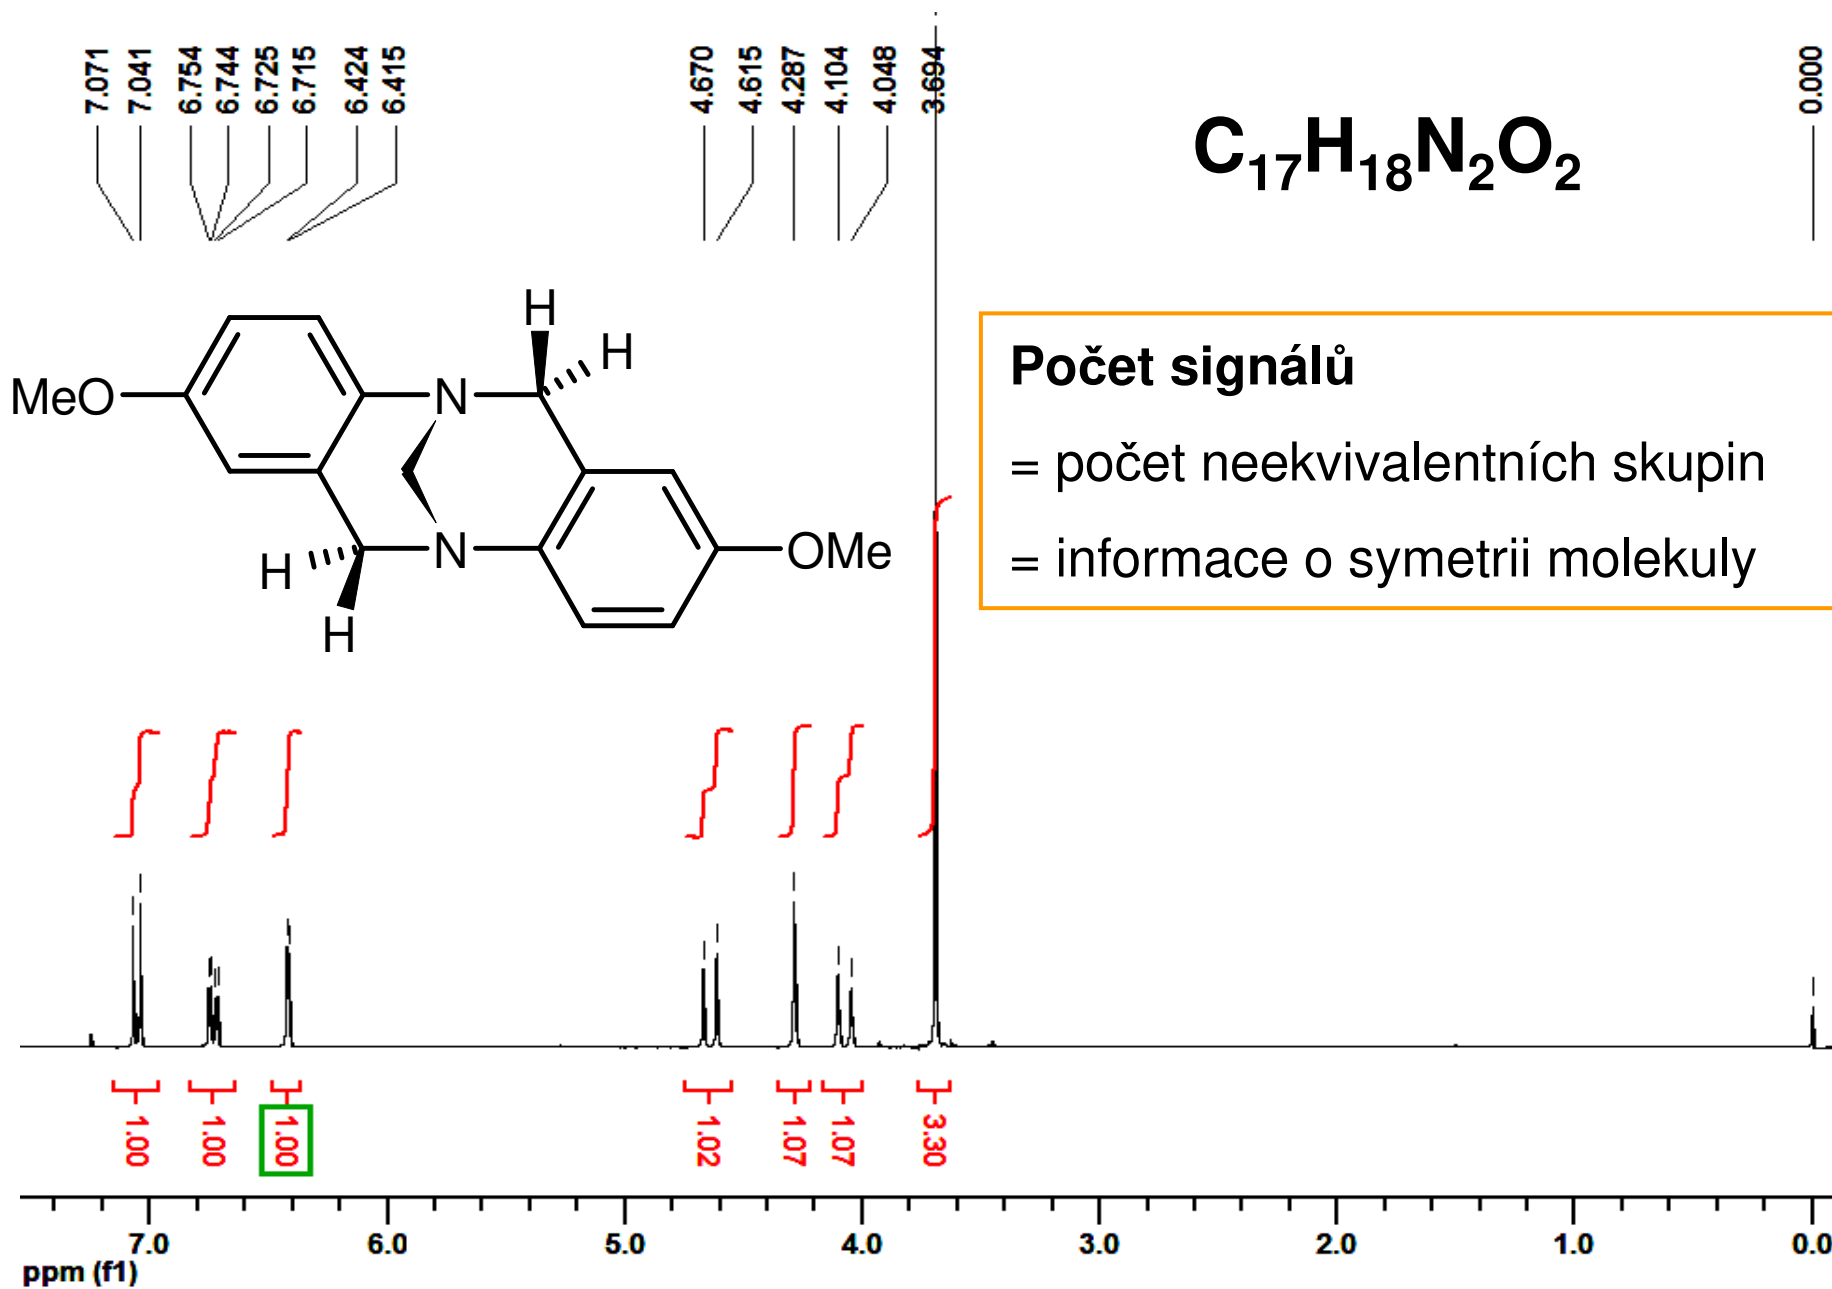 7.071
7.041
6.754
6.744
6.725
6.715
6.424
6.415
4.670
4.615
4.287
4.104
4.048
3.694
0.000
C17H18N2O2
H
H
MeO
N
N
OMe
H
H
Počet signálů
= počet neekvivalentních skupin
= informace o symetrii molekuly
1.00
1.00
1.00
1.02
1.07
1.07
3.30
7.0
6.0
5.0
4.0
3.0
2.0
1.0
0.0
ppm (f1)